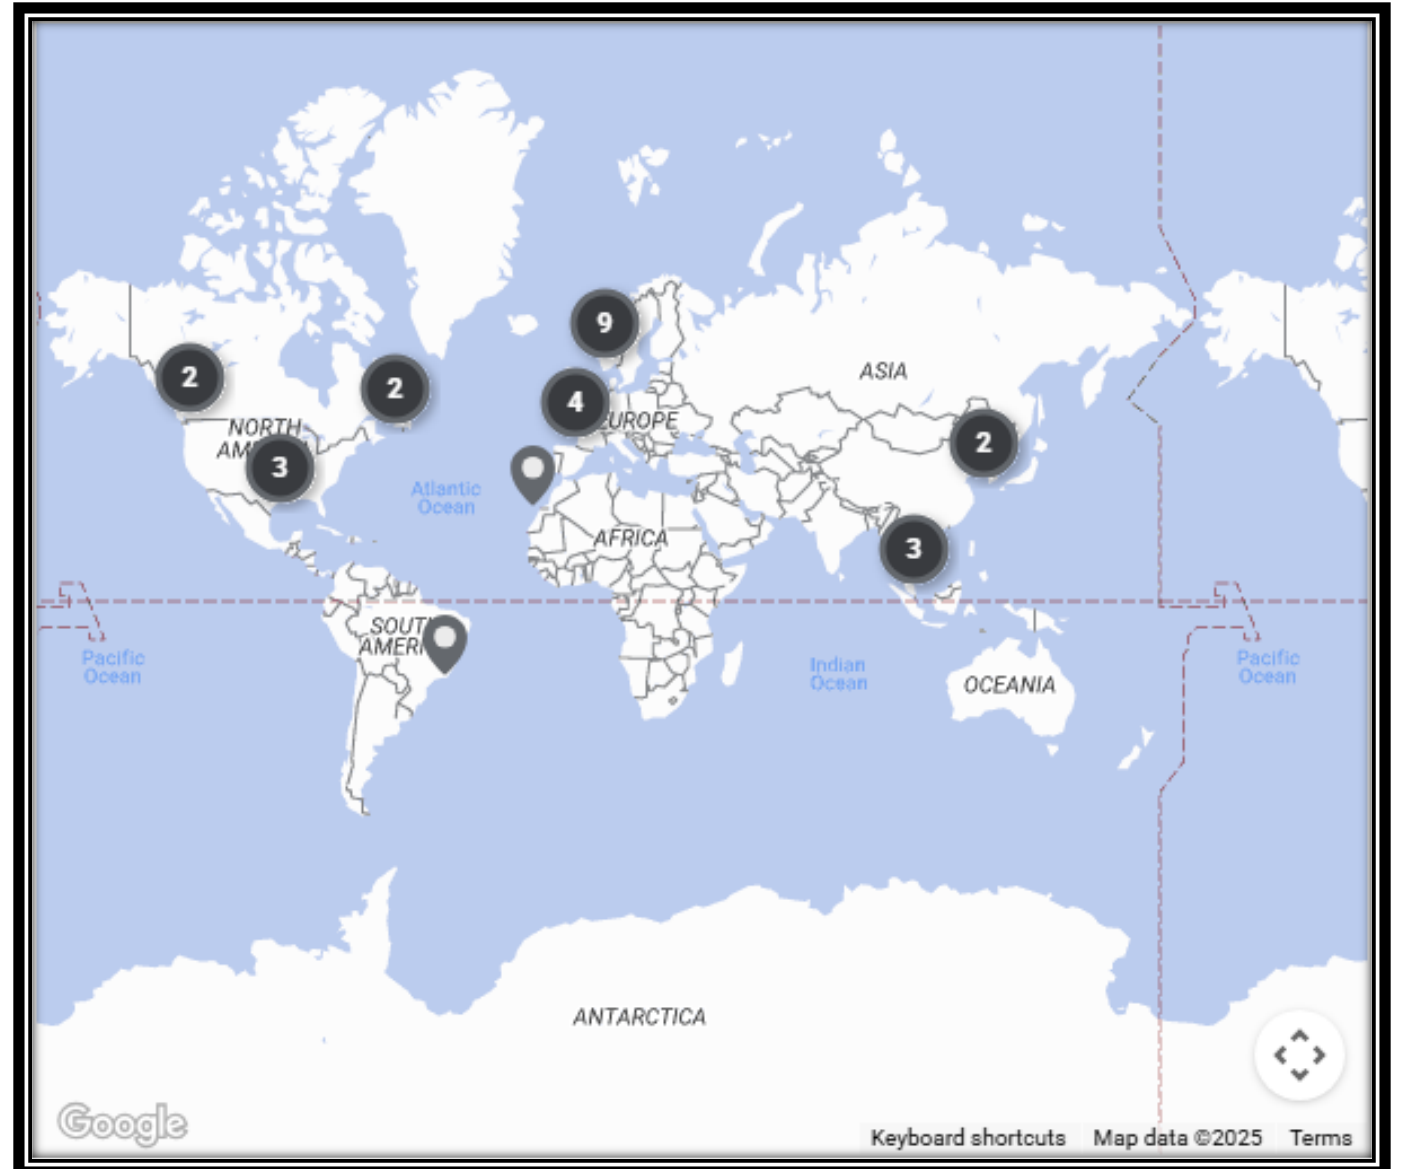 9
ASIA
2
2
4
EUROPE
NORTH
2
3
Atlantic
Ocean
AFRICA
3
SOUTH
Pacific
Ocean
Indian
Ocean
OCEANIA
Pacific
Ocean
ANTARCTICA
Google
Keyboard shortcuts
Map data ©2025
Terms